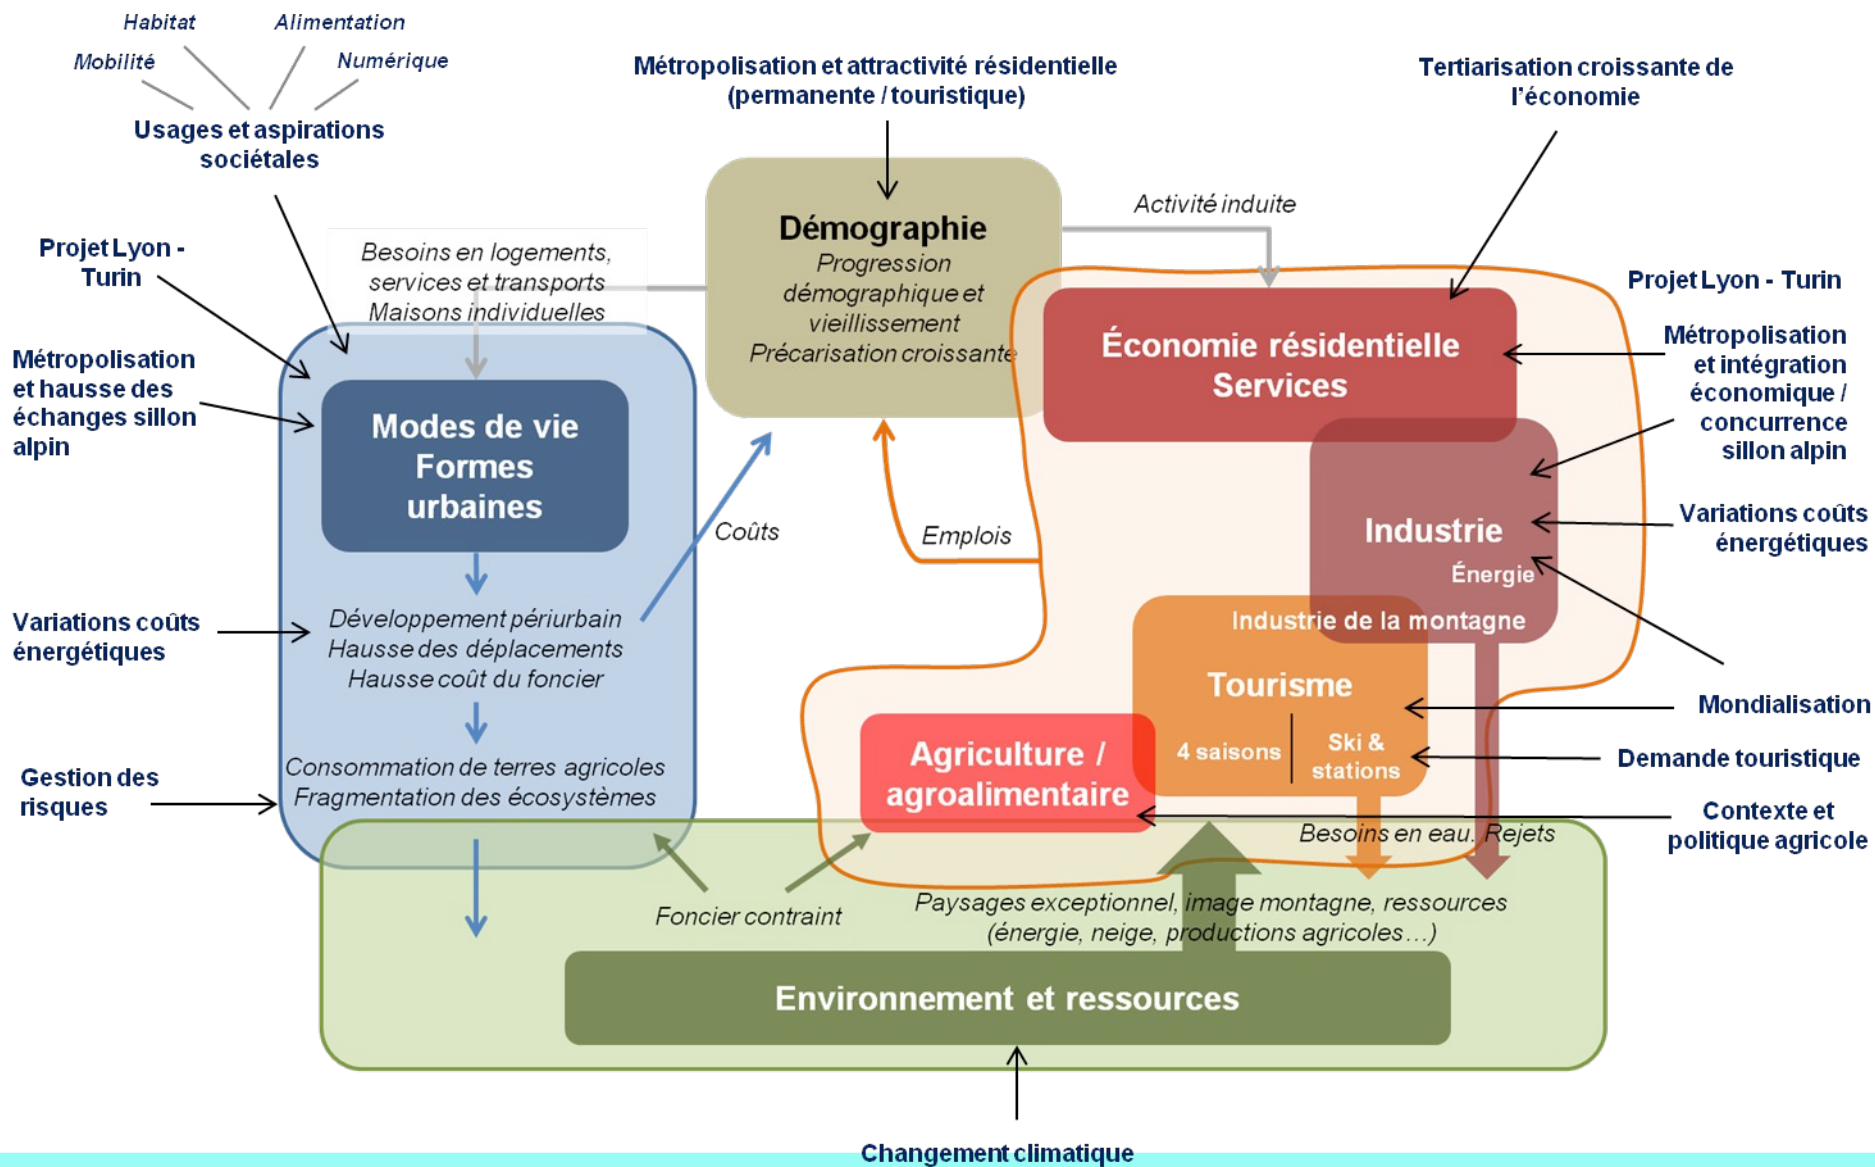 Habitat
Alimentation
Mobilité
Numérique
Usages et aspirations
sociétales
Métropolisation et attractivité résidentielle
(permanente / touristique)
Tertiarisation croissante de
l'économie
Projet Lyon -
Turin
Métropolisation
et hausse des
échanges sillon
alpin
Variations coûts
énergétiques
Gestion des
risques
Besoins en logements,
services et transports
Maisons individuelles
Modes de vie
Formes
urbaines
Développement périurbain
Hausse des déplacements
Hausse coût du foncier
Consommation de terres agricoles
Fragmentation des écosystèmes
Démographie
Progression
démographique et
vieillissement
Précarisation croissante
Activité induite
Coûts
Emplois
Économie résidentielle
Services
Industrie
Énergie
Industrie de la montagne
Tourisme
4 saisons
Ski &
stations
Agriculture /
agroalimentaire
Projet Lyon - Turin
Métropolisation
et intégration
économique /
concurrence
sillon alpin
Variations coûts
énergétiques
Mondialisation
Demande touristique
Contexte et
politique agricole
Besoins en eau. Rejets
Foncier contraint
Paysages exceptionnel, image montagne, ressources
(énergie, neige, productions agricoles…)
Environnement et ressources
Changement climatique